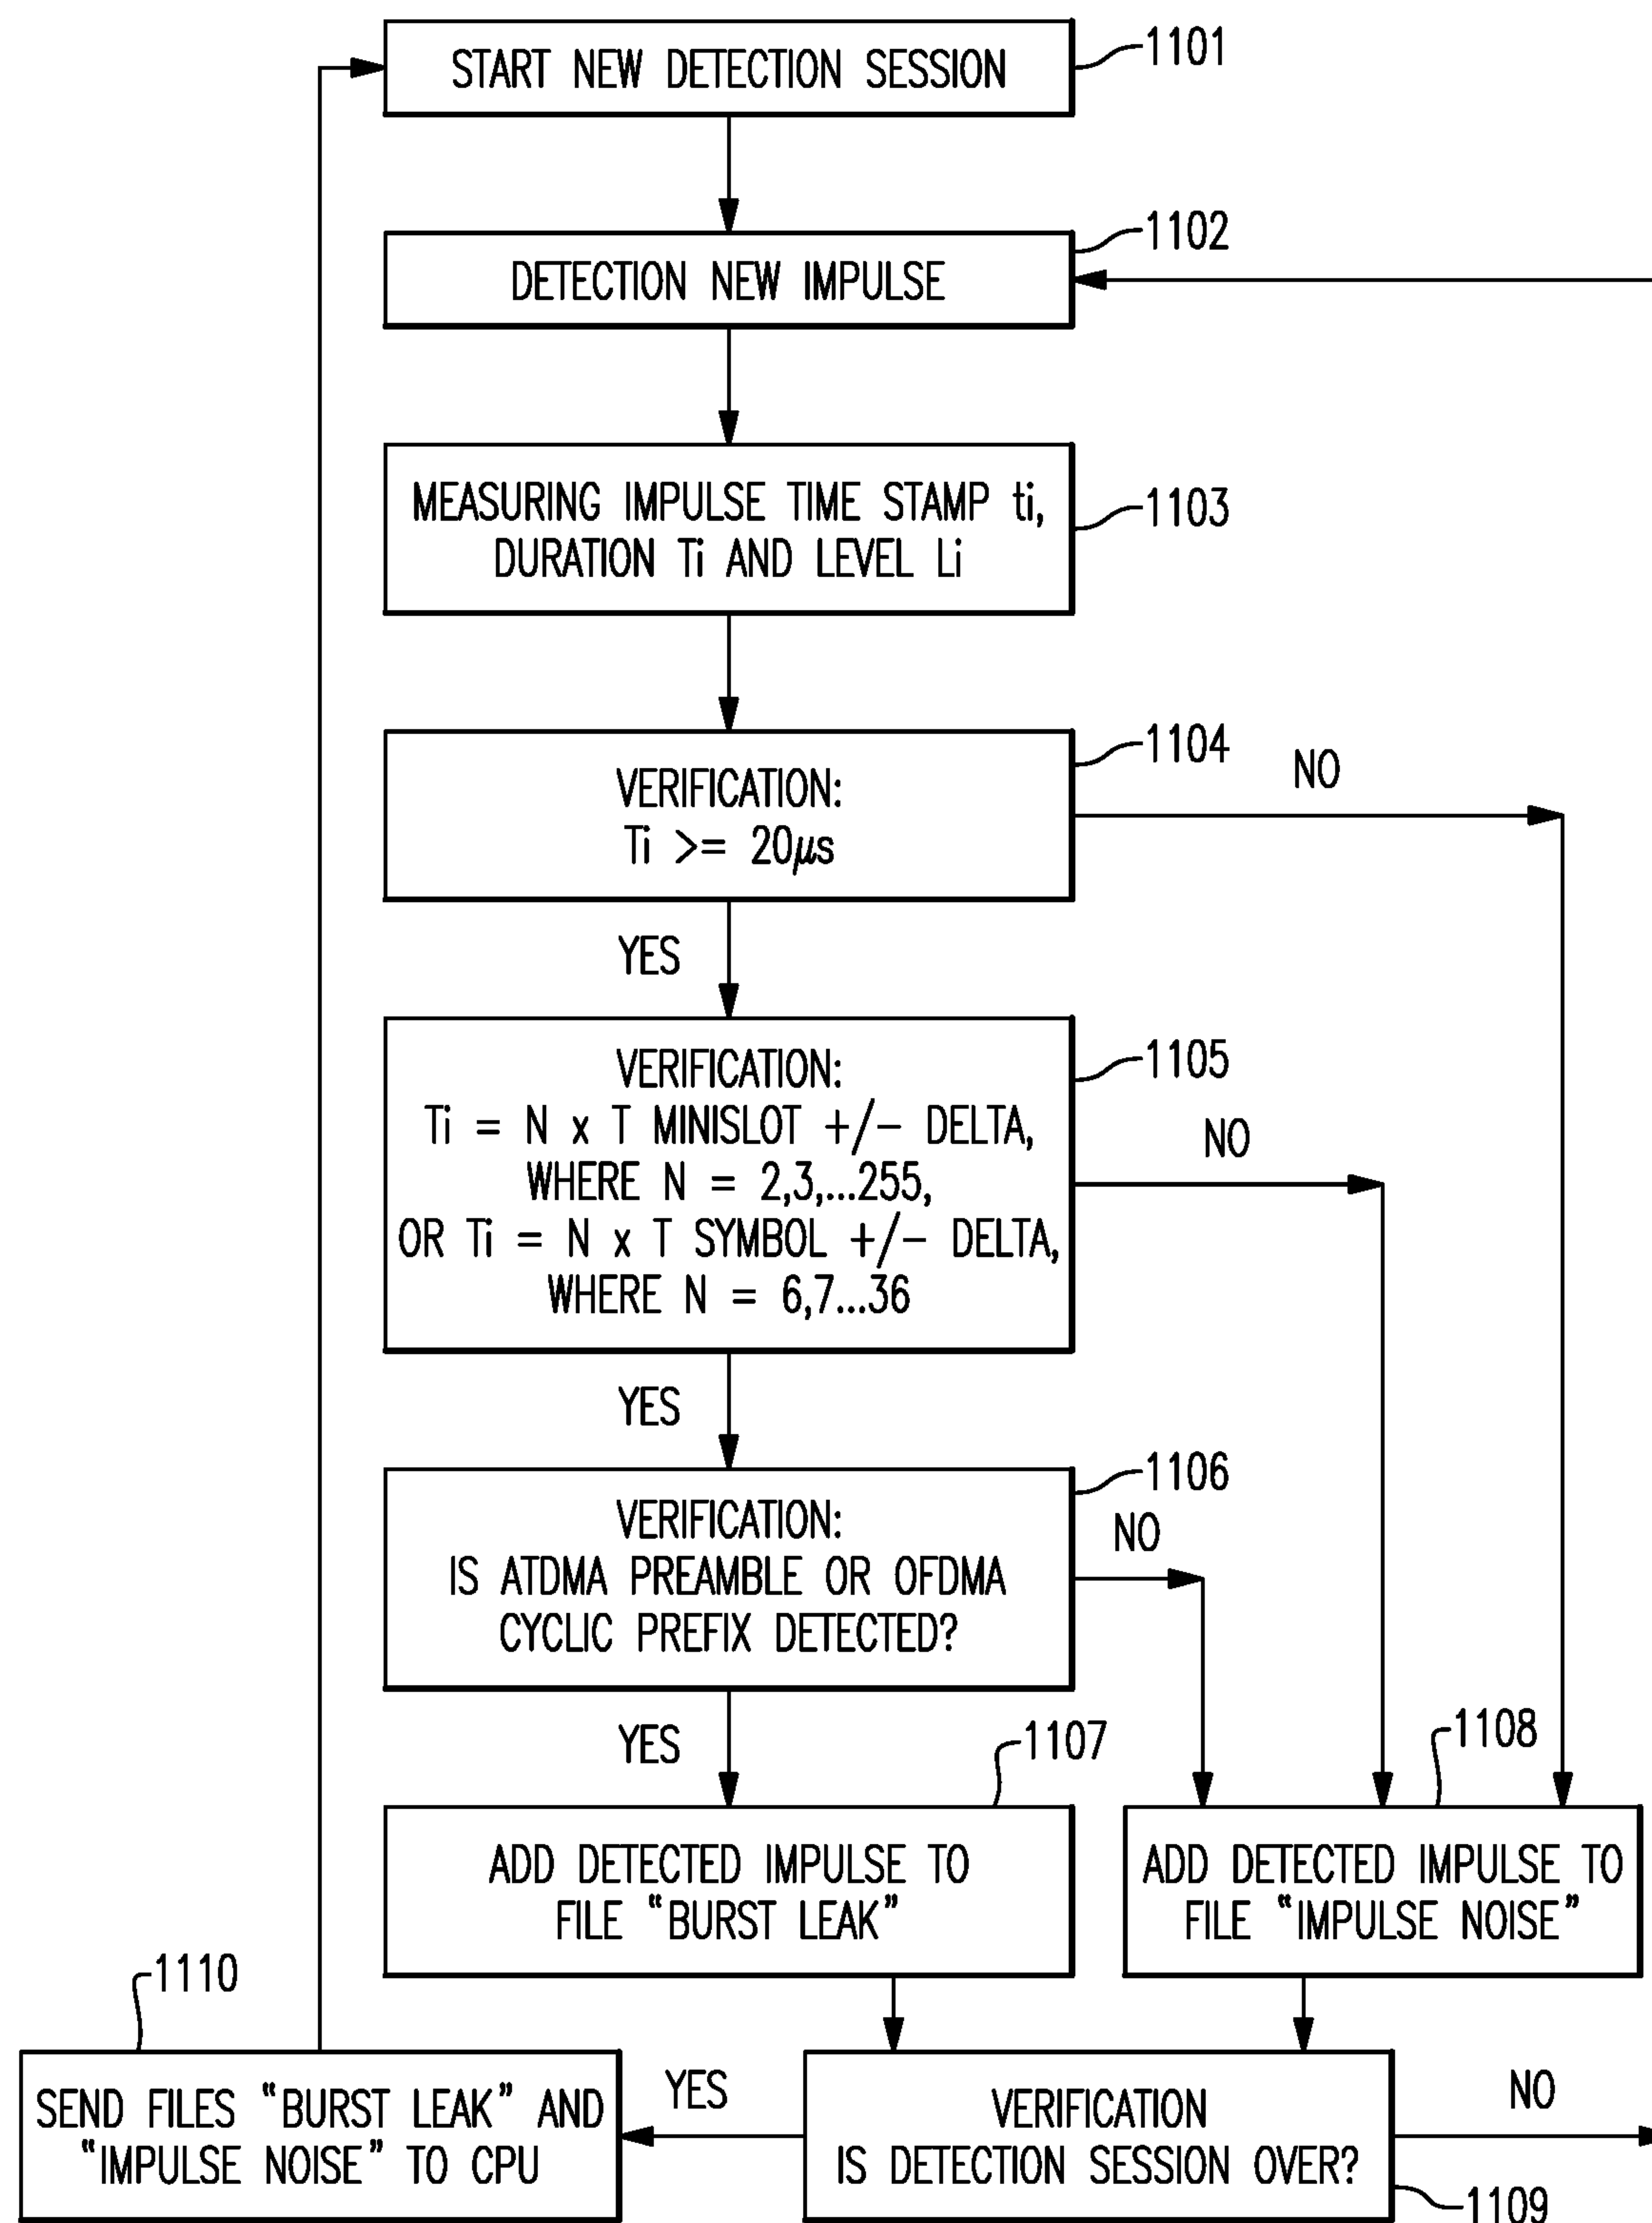 START NEW DETECTION SESSION
1101
DETECTION NEW IMPULSE
1102
MEASURING IMPULSE TIME STAMP ti,
DURATION Ti AND LEVEL Li
1103
VERIFICATION:
Ti >= 20µs
1104
NO
YES
VERIFICATION:
Ti = N x T MINISLOT +/- DELTA,
WHERE N = 2,3,...255,
OR Ti = N x T SYMBOL +/- DELTA,
WHERE N = 6,7...36
1105
NO
YES
VERIFICATION:
IS ATDMA PREAMBLE OR OFDMA
CYCLIC PREFIX DETECTED?
1106
NO
YES
1107
1108
ADD DETECTED IMPULSE TO
FILE “BURST LEAK”
ADD DETECTED IMPULSE TO
FILE “IMPULSE NOISE”
1110
SEND FILES “BURST LEAK” AND
“IMPULSE NOISE” TO CPU
YES
VERIFICATION
IS DETECTION SESSION OVER?
NO
1109